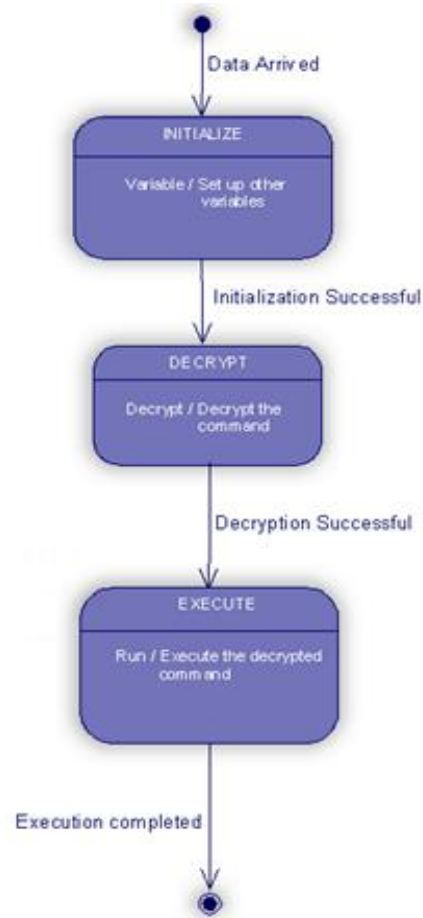 Data Arrived
INITIALIZE
Variable / Set up other
variables
Initialization Successful
DECRYPT
Decrypt / Decrypt the
command
Decryption Successful
EXECUTE
Run / Execute the decrypted
command
Execution completed